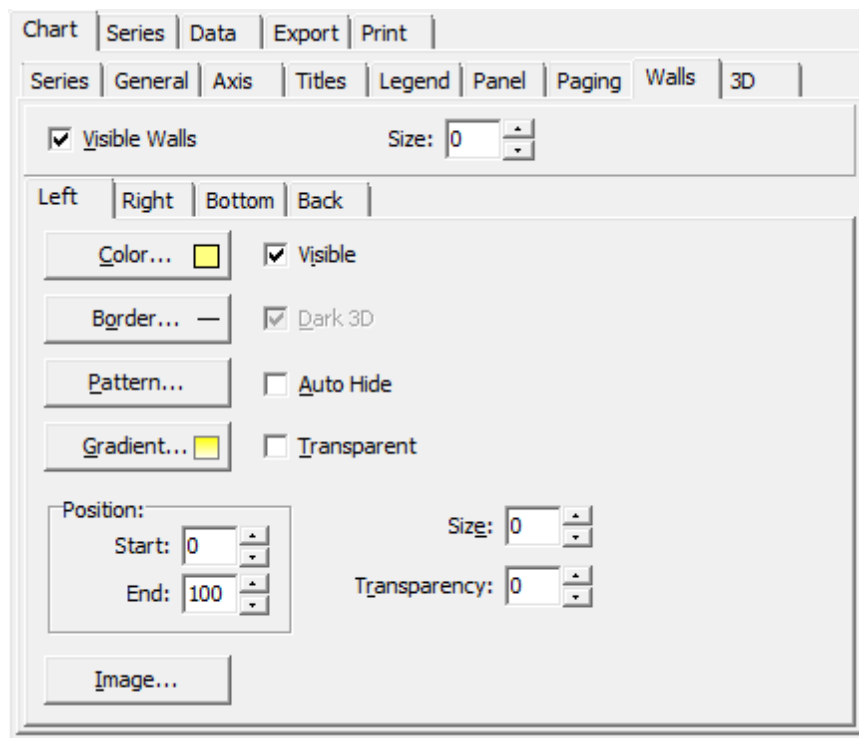 Chart Series Data Export Print
Series General Axis Titles Legend Panel Paging Walls 3D
Visible Walls Size: 0
Left Right Bottom Back
Color... Visible
Border... Dark 3D
Pattern... Auto Hide
Gradient... Transparent
Position:
Start: 0 Size: 0
End: 100 Transparency: 0
Image...